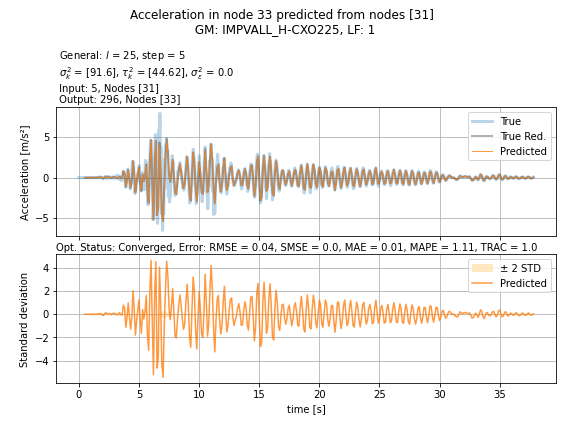 Acceleration in node 33 predicted from nodes [31]
GM: IMPVALL_H-CXO225, LF: 1
General: l = 25, step = 5
σ²ₖ = [91.6], τ²ₖ = [44.62], σ²ε = 0.0
Input: 5, Nodes [31]
Output: 296, Nodes [33]
Acceleration [m/s²]
5
0
−5
True
True Red.
Predicted
Opt. Status: Converged, Error: RMSE = 0.04, SMSE = 0.0, MAE = 0.01, MAPE = 1.11, TRAC = 1.0
Standard deviation
4
2
0
−2
−4
± 2 STD
Predicted
0 5 10 15 20 25 30 35
time [s]